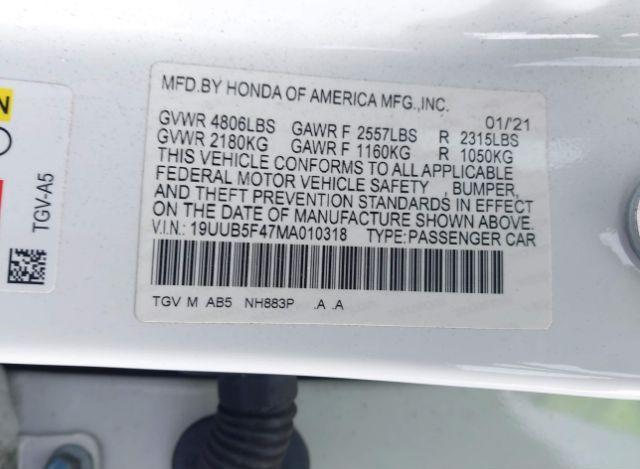 MFD.BY HONDA OF AMERICA MFG.,INC. 01/'21
GVWR 4806LBS GAWR F 2557LBS R 2315LBS
GVWR 2180KG GAWR F 1160KG R 1050KG
THIS VEHICLE CONFORMS TO ALL APPLICABLE
FEDERAL MOTOR VEHICLE SAFETY , BUMPER,
AND THEFT PREVENTION STANDARDS IN EFFECT
ON THE DATE OF MANUFACTURE SHOWN ABOVE.
V.I.N.: 19UUB5F47MA010318 TYPE:PASSENGER CAR
TGV M AB5 NH883P .A .A
TGV-A5